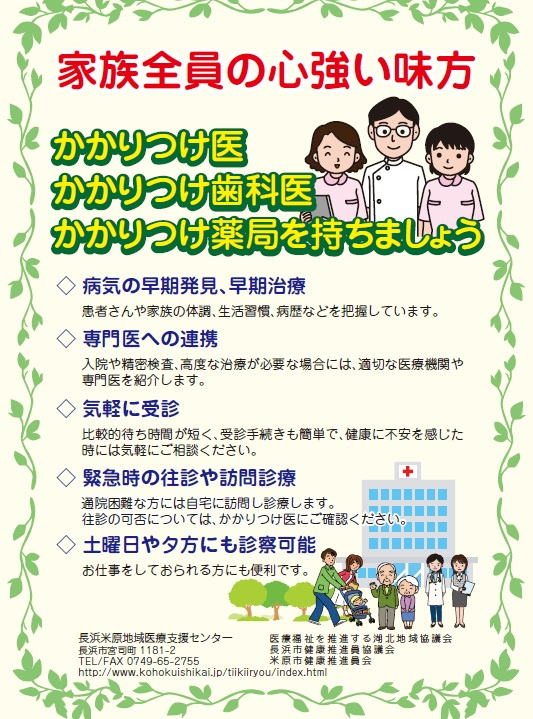 家族全員の心強い味方
かかりつけ医
かかりつけ歯科医
かかりつけ薬局を持ちましょう
◇ 病気の早期発見、早期治療
患者さんや家族の体調、生活習慣、病歴などを把握しています。
◇ 専門医への連携
入院や精密検査、高度な治療が必要な場合には、適切な医療機関や
専門医を紹介します。
◇ 気軽に受診
比較的待ち時間が短く、受診手続きも簡単で、健康に不安を感じた
時には気軽にご相談ください。
◇ 緊急時の往診や訪問診療
通院困難な方には自宅に訪問し診療します。
往診の可否については、かかりつけ医にご確認ください。
◇ 土曜日や夕方にも診察可能
お仕事をしておられる方にも便利です。
長浜米原地域医療支援センター
長浜市宮司町 1181-2
TEL/FAX 0749-65-2755
http://www.kohokuishikai.jp/tiikiiryou/index.html
医療福祉を推進する湖北地域協議会
長浜市健康推進員協議会
米原市健康推進員会